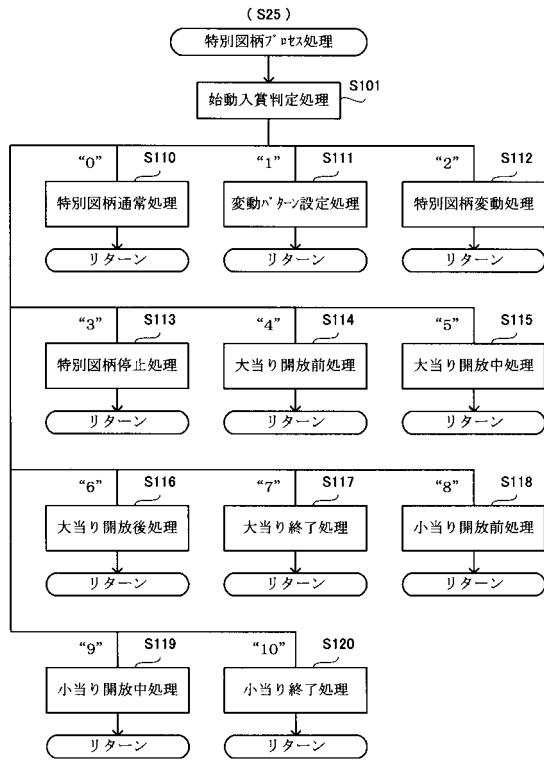 (S25)
特別図柄ﾌﾟﾛｾｽ処理
S101
始動入賞判定処理
“0” S110 “1” S111 “2” S112
特別図柄通常処理 変動ﾊﾟﾀｰﾝ設定処理 特別図柄変動処理
リターン リターン リターン
“3” S113 “4” S114 “5” S115
特別図柄停止処理 大当り開放前処理 大当り開放中処理
リターン リターン リターン
“6” S116 “7” S117 “8” S118
大当り開放後処理 大当り終了処理 小当り開放前処理
リターン リターン リターン
“9” S119 “10” S120
小当り開放中処理 小当り終了処理
リターン リターン